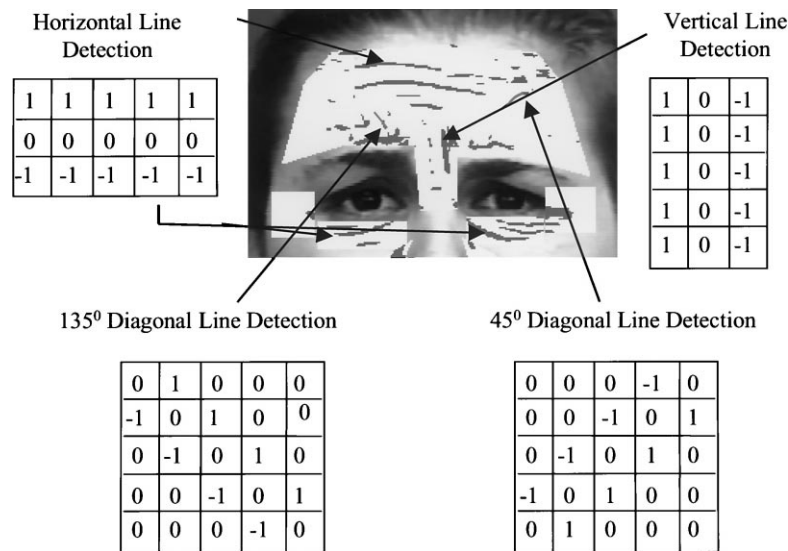 Horizontal Line
Detection
1 1 1 1 1
0 0 0 0 0
-1 -1 -1 -1 -1
Vertical Line
Detection
1 0 -1
1 0 -1
1 0 -1
1 0 -1
1 0 -1
135⁰ Diagonal Line Detection
0 1 0 0 0
-1 0 1 0 0
0 -1 0 1 0
0 0 -1 0 1
0 0 0 -1 0
45⁰ Diagonal Line Detection
0 0 0 -1 0
0 0 -1 0 1
0 -1 0 1 0
-1 0 1 0 0
0 1 0 0 0